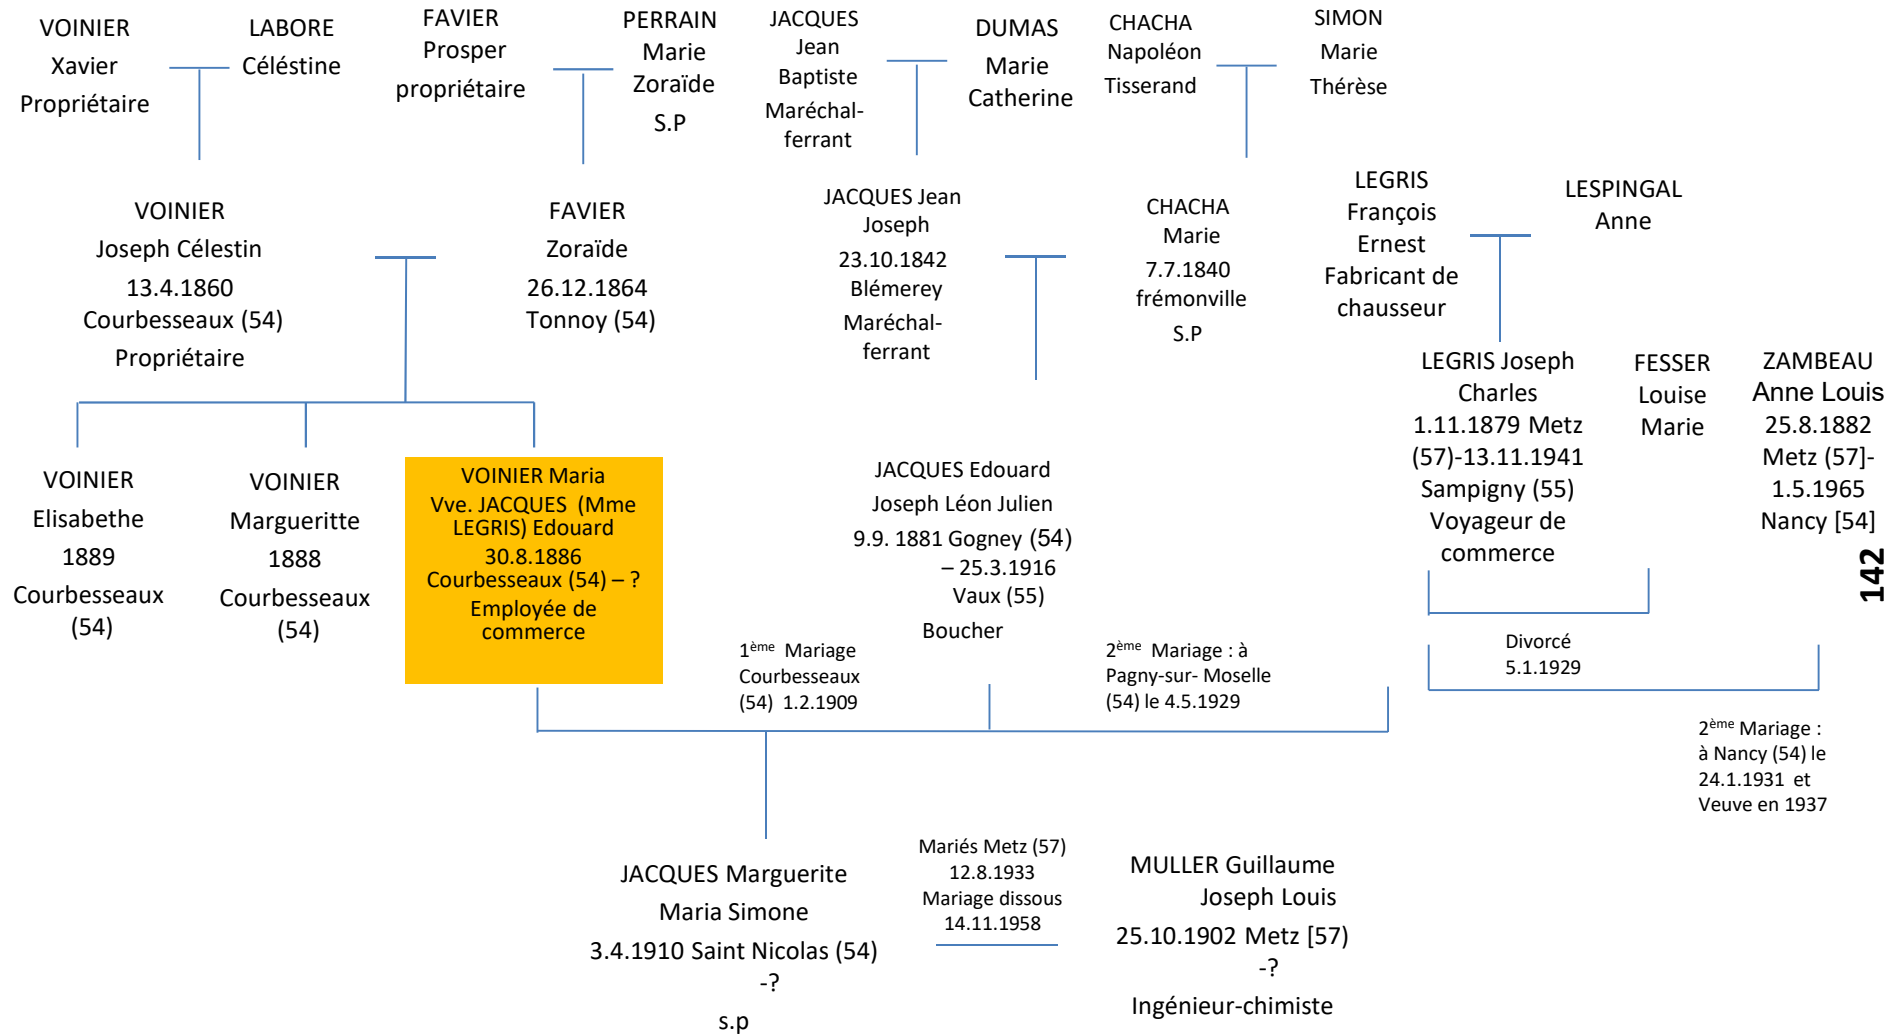 VOINIER
Xavier
Propriétaire
LABORE
Céléstine
FAVIER
Prosper
propriétaire
PERRAIN
Marie
Zoraïde
S.P
JACQUES
Jean
Baptiste
Maréchal-
ferrant
DUMAS
Marie
Catherine
CHACHA
Napoléon
Tisserand
SIMON
Marie
Thérèse
VOINIER
Joseph Célestin
13.4.1860
Courbesseaux (54)
Propriétaire
FAVIER
Zoraïde
26.12.1864
Tonnoy (54)
JACQUES Jean
Joseph
23.10.1842
Blémerey
Maréchal-
ferrant
CHACHA
Marie
7.7.1840
frémonville
S.P
LEGRIS
François
Ernest
Fabricant de
chausseur
LESPINGAL
Anne
VOINIER
Elisabethe
1889
Courbesseaux
(54)
VOINIER
Margueritte
1888
Courbesseaux
(54)
VOINIER Maria
Vve. JACQUES (Mme
LEGRIS) Edouard
30.8.1886
Courbesseaux (54) – ?
Employée de
commerce
JACQUES Edouard
Joseph Léon Julien
9.9. 1881 Gogney (54)
– 25.3.1916
Vaux (55)
Boucher
LEGRIS Joseph
Charles
1.11.1879 Metz
(57)-13.11.1941
Sampigny (55)
Voyageur de
commerce
FESSER
Louise
Marie
ZAMBEAU
Anne Louis
25.8.1882
Metz (57]-
1.5.1965
Nancy [54]
142
1ème Mariage
Courbesseaux
(54) 1.2.1909
2ème Mariage : à
Pagny-sur- Moselle
(54) le 4.5.1929
Divorcé
5.1.1929
2ème Mariage :
à Nancy (54) le
24.1.1931 et
Veuve en 1937
JACQUES Marguerite
Maria Simone
3.4.1910 Saint Nicolas (54)
-?
s.p
Mariés Metz (57)
12.8.1933
Mariage dissous
14.11.1958
MULLER Guillaume
Joseph Louis
25.10.1902 Metz [57)
-?
Ingénieur-chimiste